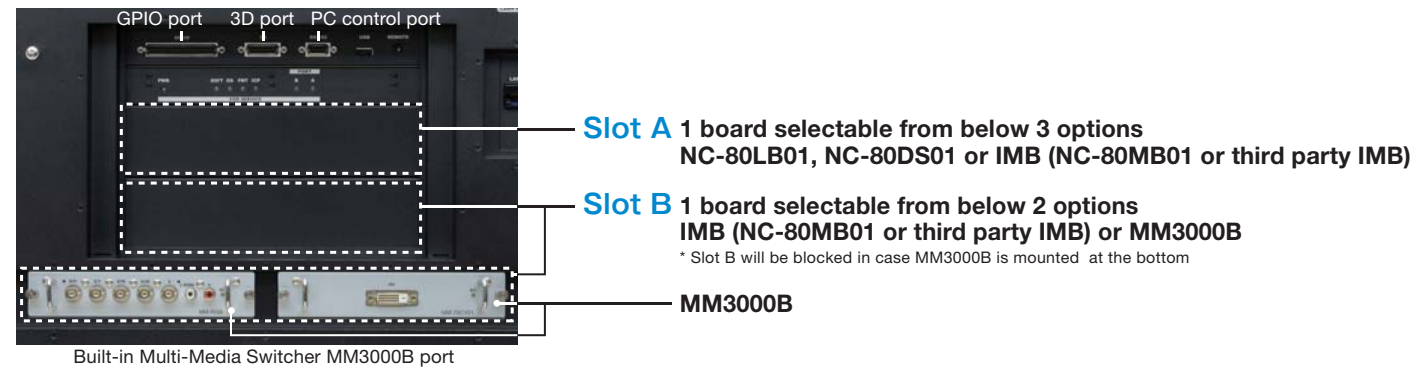 GPIO port 3D port PC control port
USB REMOTE
PWR
Slot A 1 board selectable from below 3 options
NC-80LB01, NC-80DS01 or IMB (NC-80MB01 or third party IMB)
Slot B 1 board selectable from below 2 options
IMB (NC-80MB01 or third party IMB) or MM3000B
* Slot B will be blocked in case MM3000B is mounted at the bottom
MM3000B
Built-in Multi-Media Switcher MM3000B port